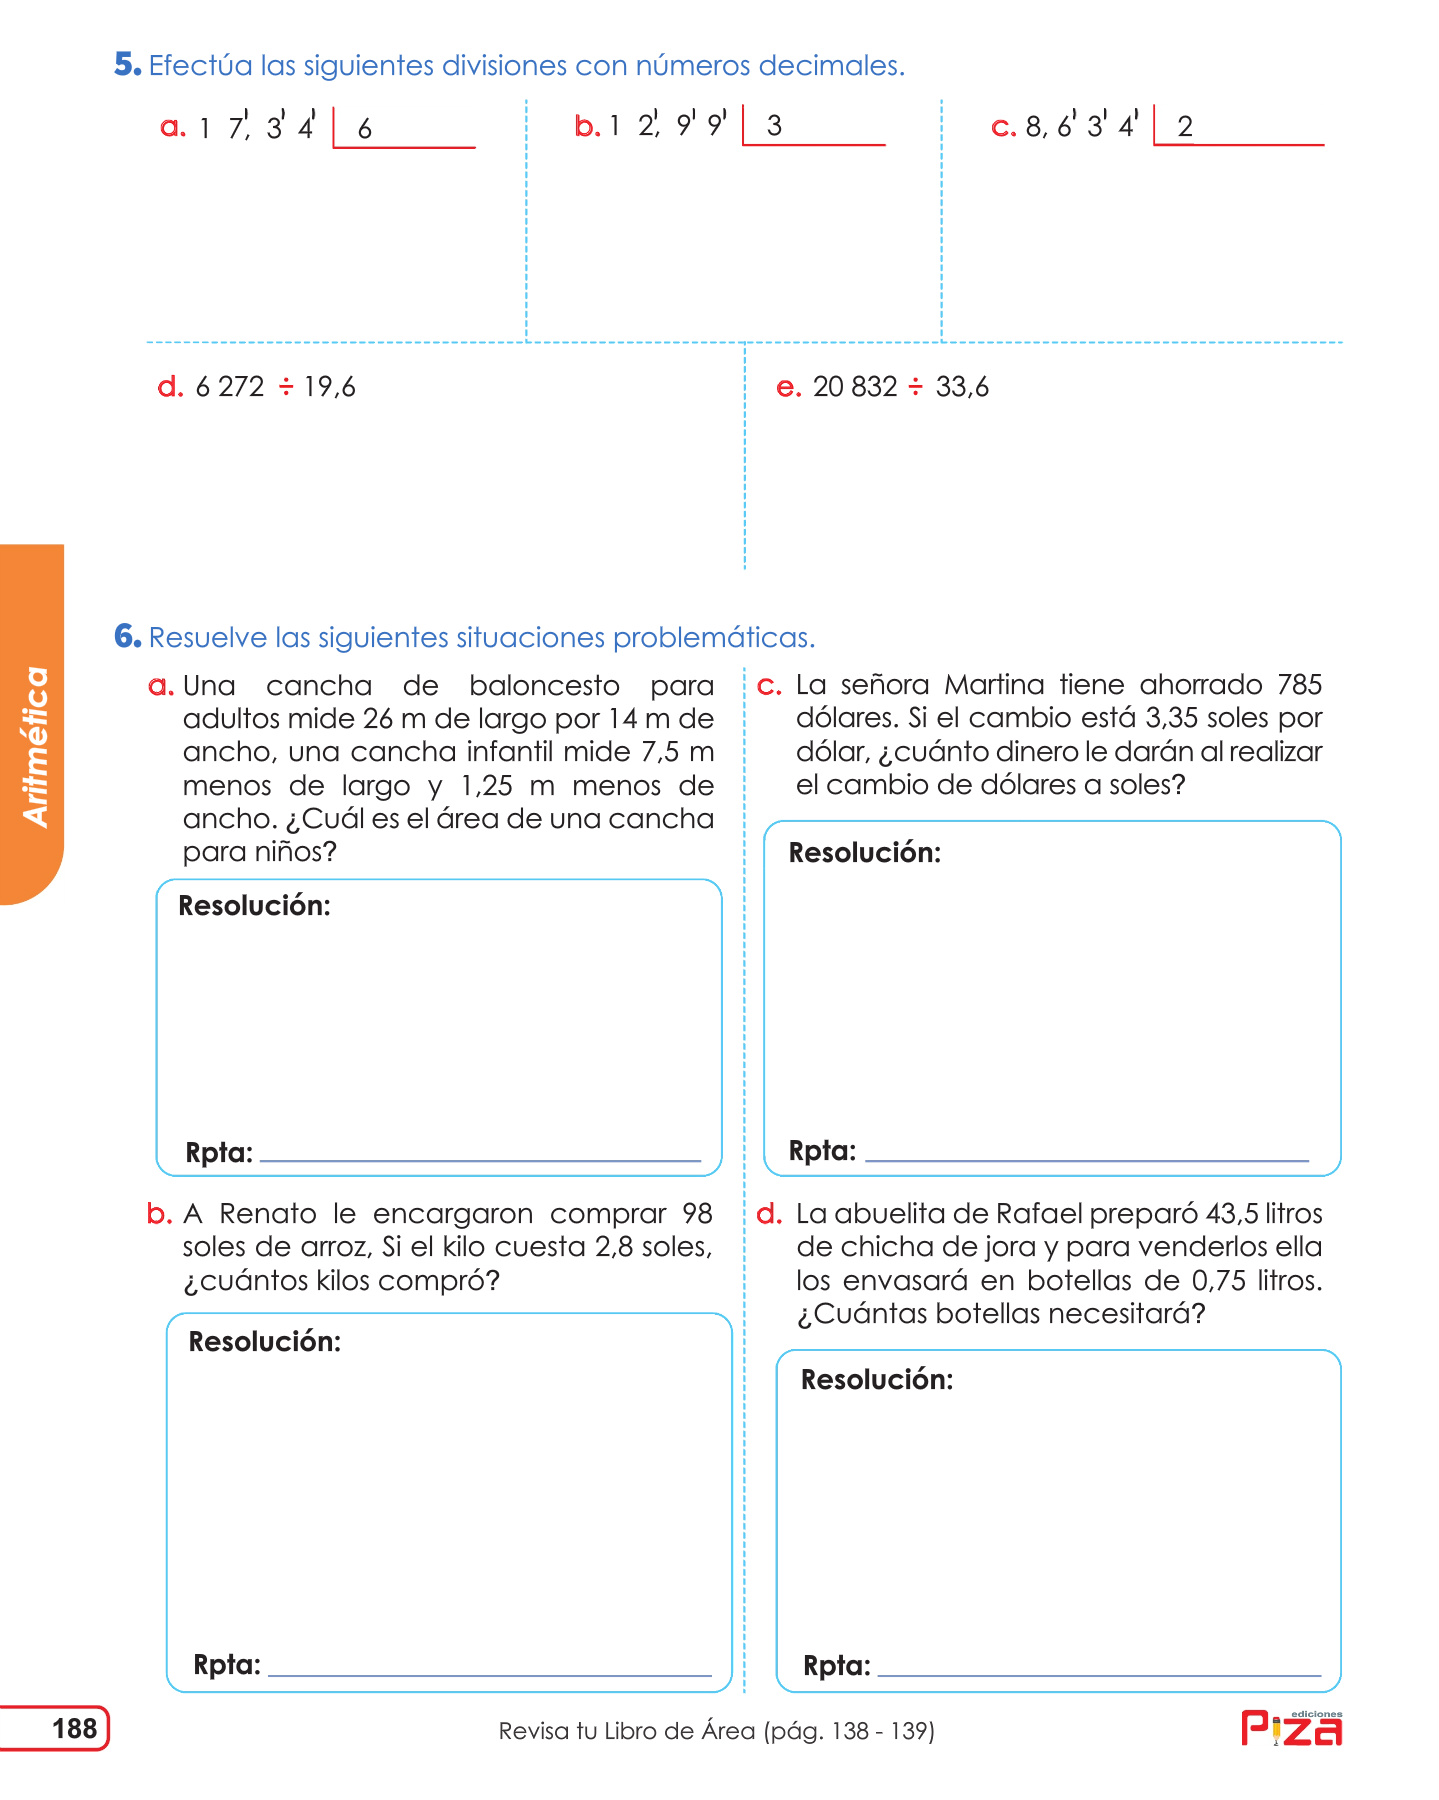 5. Efectúa las siguientes divisiones con números decimales.
a. 1 7', 3' 4' 6
b. 1 2', 9' 9' 3
c. 8, 6' 3' 4' 2
d. 6 272 ÷ 19,6
e. 20 832 ÷ 33,6
Aritmética
6. Resuelve las siguientes situaciones problemáticas.
a. Una cancha de baloncesto para
adultos mide 26 m de largo por 14 m de
ancho, una cancha infantil mide 7,5 m
menos de largo y 1,25 m menos de
ancho. ¿Cuál es el área de una cancha
para niños?
Resolución:
Rpta:
b. A Renato le encargaron comprar 98
soles de arroz, Si el kilo cuesta 2,8 soles,
¿cuántos kilos compró?
Resolución:
Rpta:
c. La señora Martina tiene ahorrado 785
dólares. Si el cambio está 3,35 soles por
dólar, ¿cuánto dinero le darán al realizar
el cambio de dólares a soles?
Resolución:
Rpta:
d. La abuelita de Rafael preparó 43,5 litros
de chicha de jora y para venderlos ella
los envasará en botellas de 0,75 litros.
¿Cuántas botellas necesitará?
Resolución:
Rpta:
188
Revisa tu Libro de Área (pág. 138 - 139)
ediciones
Piza